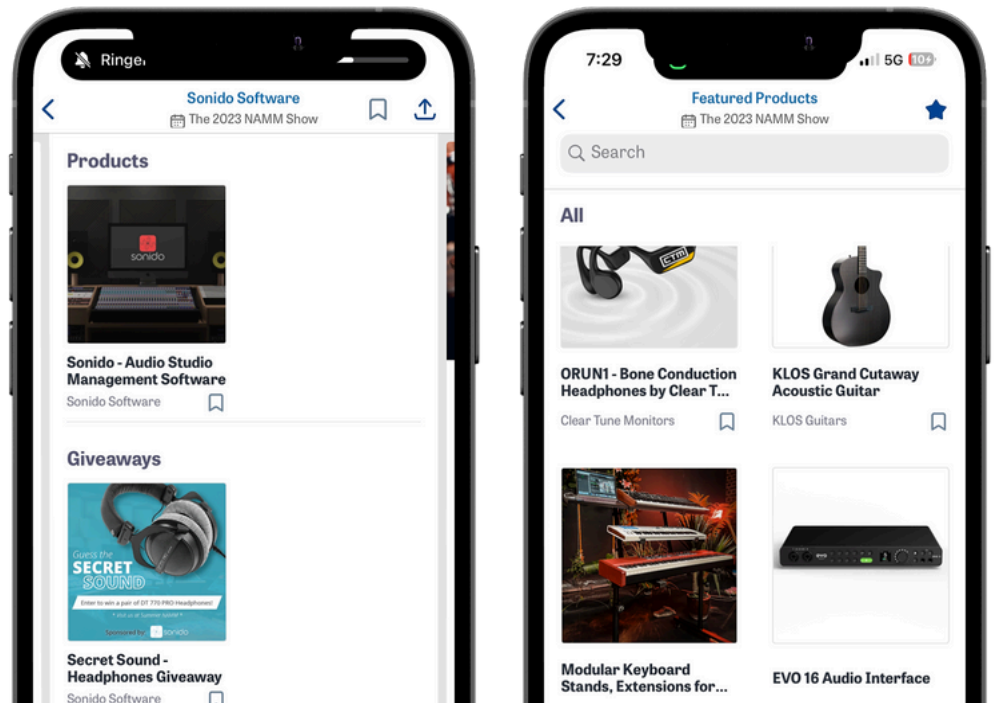 Ringe
Sonido Software
The 2023 NAMM Show
Products
sonido
Sonido - Audio Studio
Management Software
Sonido Software
Giveaways
Guess the
SECRET
SOUND
Enter to win a pair of DT 770 PRO Headphones!
Sponsored by: sonido
Secret Sound -
Headphones Giveaway
Sonido Software
7:29
5G 10
Featured Products
The 2023 NAMM Show
Search
All
CTM
ORUN1 - Bone Conduction
Headphones by Clear T...
Clear Tune Monitors
KLOS Grand Cutaway
Acoustic Guitar
KLOS Guitars
evo
Modular Keyboard
Stands, Extensions for...
EVO 16 Audio Interface